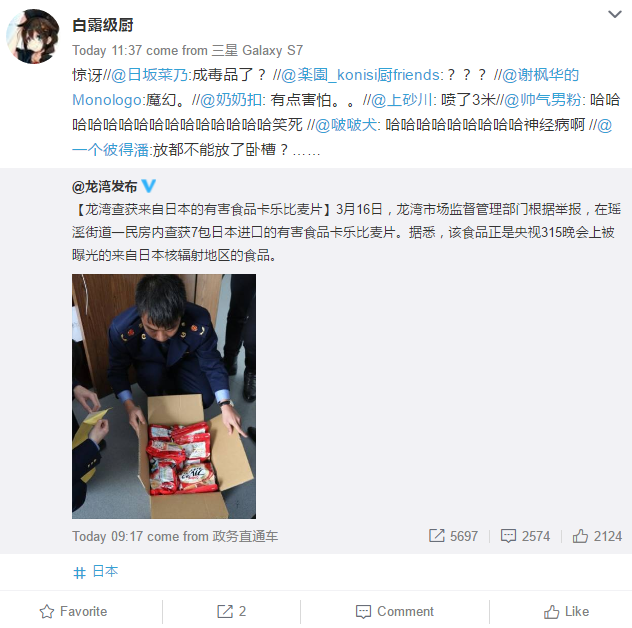 白露级厨
Today 11:37 come from 三星 Galaxy S7
惊讶//@日坂菜乃:成毒品了？ //@楽園_konisi厨friends:？？？ //@谢枫华的
Monologo:魔幻。//@奶奶扣: 有点害怕。。//@上砂川: 喷了3米//@帅气男粉: 哈哈
哈哈哈哈哈哈哈哈哈哈哈哈哈笑死 //@啵啵犬: 哈哈哈哈哈哈哈哈哈神经病啊 //@
一个彼得潘:放都不能放了卧槽？……
@龙湾发布
【龙湾查获来自日本的有害食品卡乐比麦片】3月16日，龙湾市场监督管理部门根据举报，在瑶
溪街道一民房内查获7包日本进口的有害食品卡乐比麦片。据悉，该食品正是央视315晚会上被
曝光的来自日本核辐射地区的食品。
Today 09:17 come from 政务直通车
5697 2574 2124
# 日本
Favorite 2 Comment Like